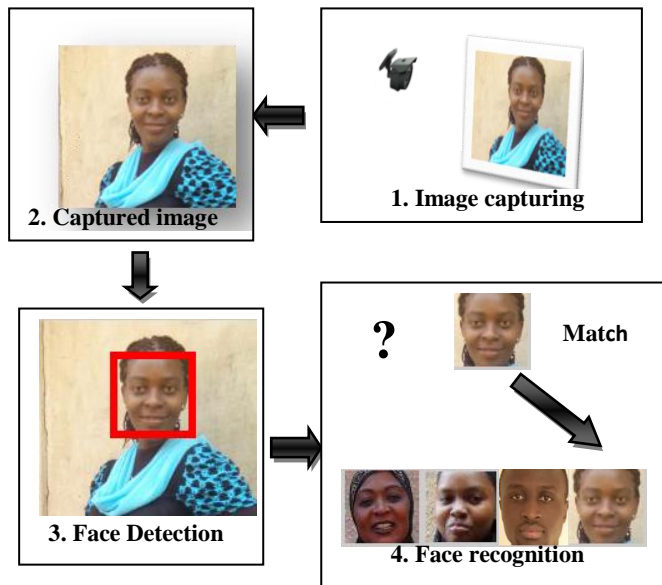 1. Image capturing
2. Captured image
3. Face Detection
?
Match
4. Face recognition